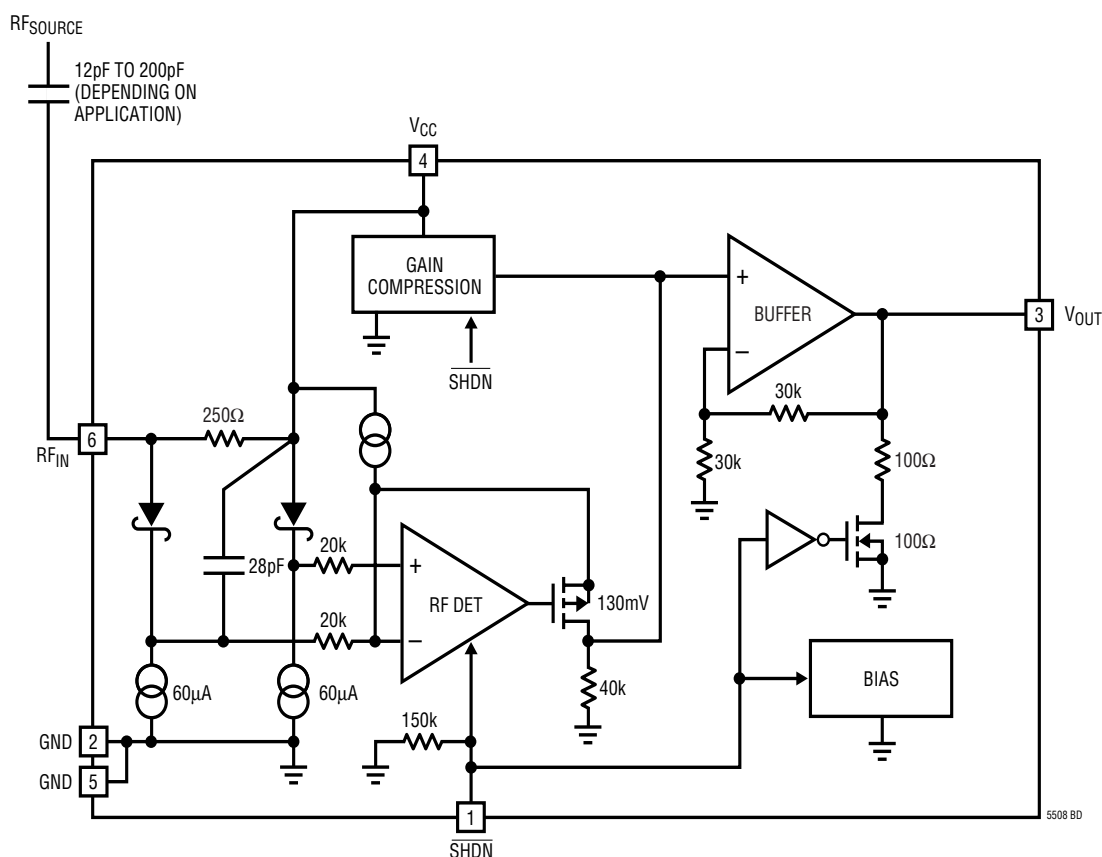 RFSOURCE
12pF TO 200pF
(DEPENDING ON
APPLICATION)
VCC
4
GAIN
COMPRESSION
SHDN
+
BUFFER
–
3
VOUT
30k
30k
100Ω
100Ω
250Ω
6
RFIN
28pF
20k
20k
+
RF DET
–
130mV
40k
60µA
60µA
BIAS
150k
GND
2
GND
5
1
SHDN
5508 BD